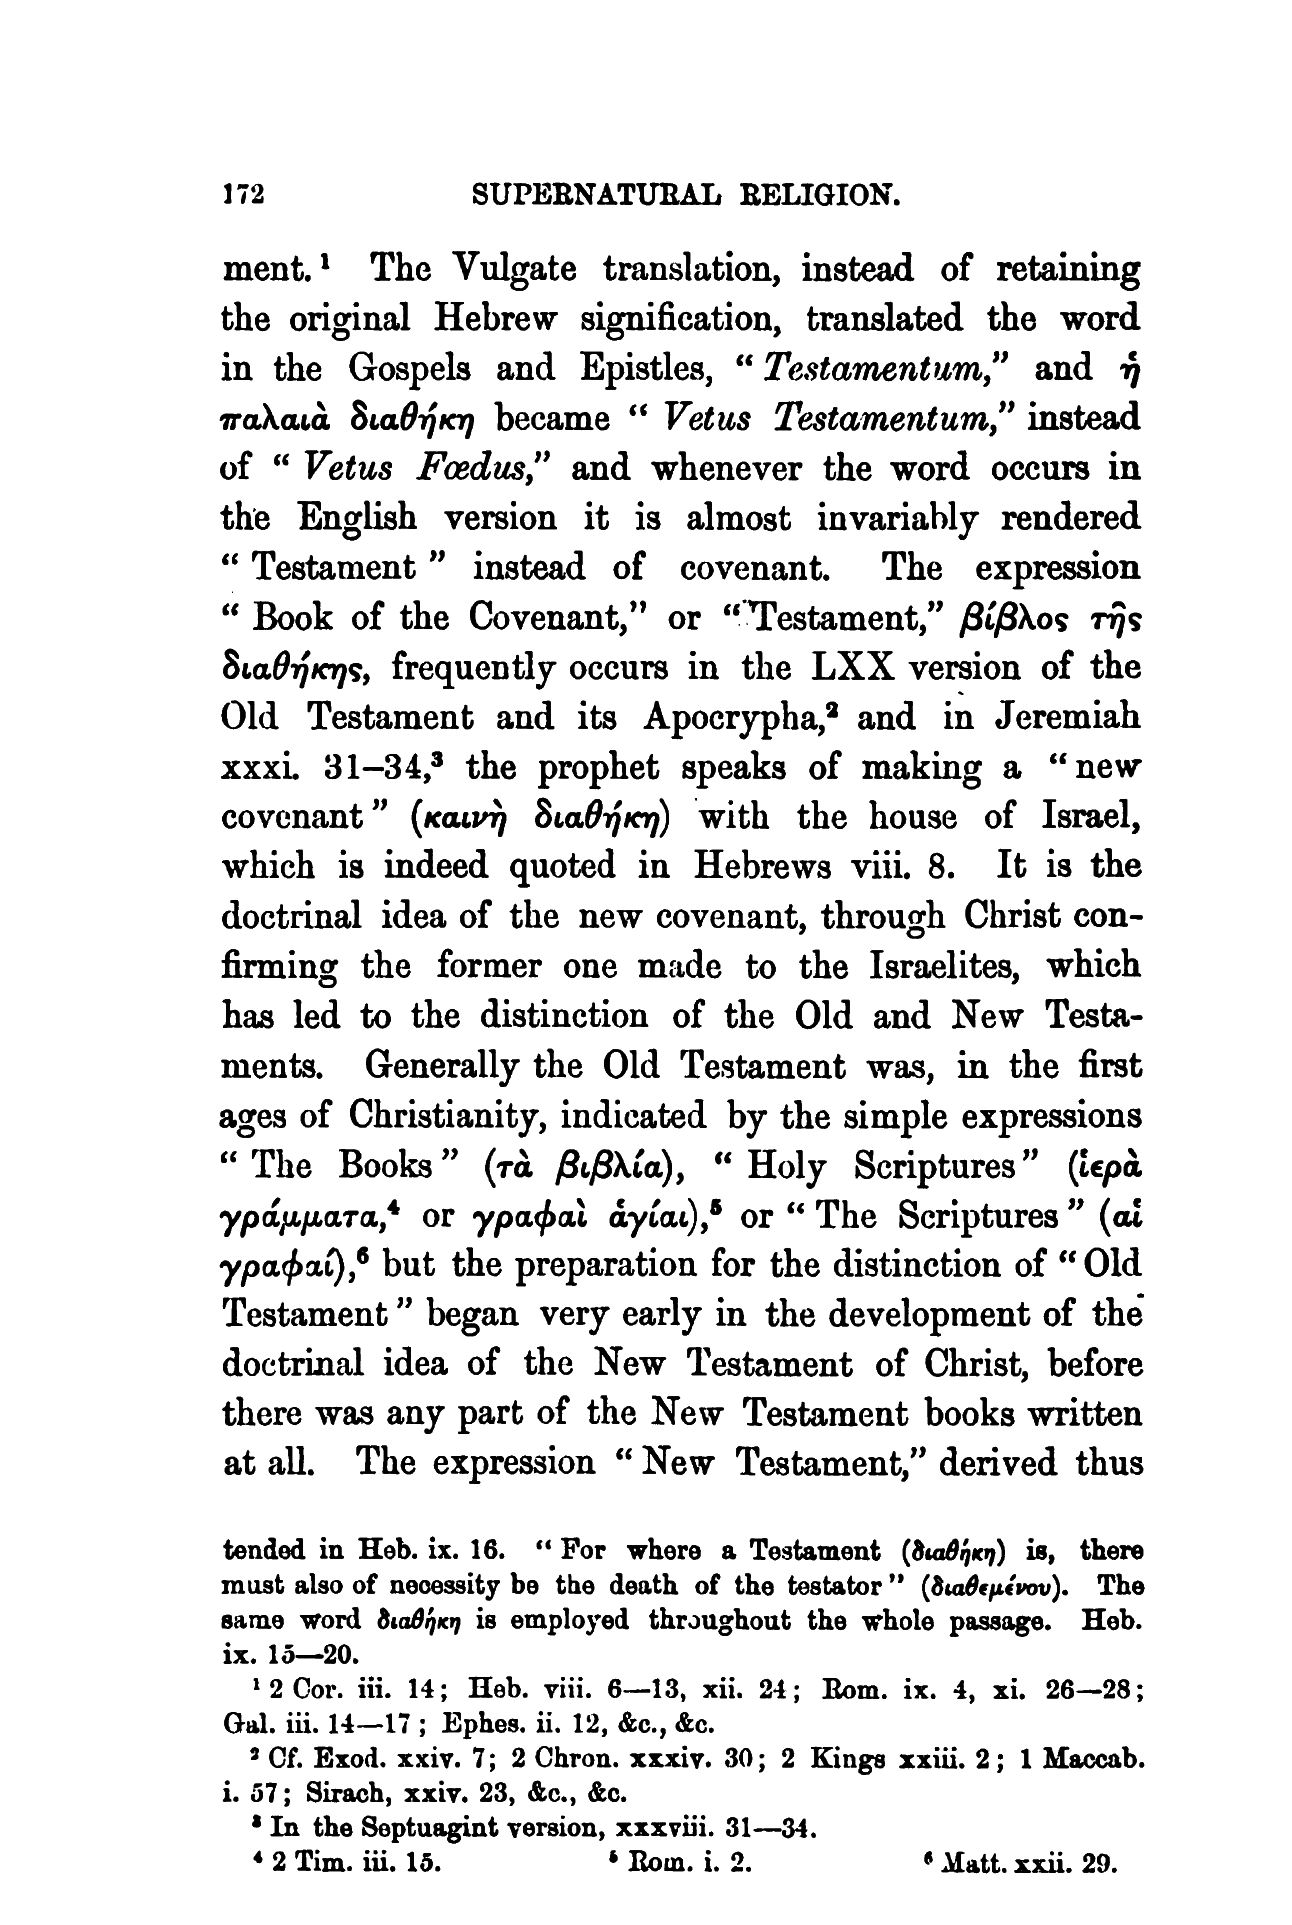 172 SUPERNATURAL RELIGION.
ment.¹ The Vulgate translation, instead of retaining
the original Hebrew signification, translated the word
in the Gospels and Epistles, “Testamentum,” and ἡ
παλαιὰ διαθήκη became “Vetus Testamentum,” instead
of “Vetus Fœdus,” and whenever the word occurs in
the English version it is almost invariably rendered
“Testament” instead of covenant. The expression
“Book of the Covenant,” or “Testament,” βίβλος τῆς
διαθήκης, frequently occurs in the LXX version of the
Old Testament and its Apocrypha,² and in Jeremiah
xxxi. 31–34,³ the prophet speaks of making a “new
covenant” (καινὴ διαθήκη) with the house of Israel,
which is indeed quoted in Hebrews viii. 8. It is the
doctrinal idea of the new covenant, through Christ con-
firming the former one made to the Israelites, which
has led to the distinction of the Old and New Testa-
ments. Generally the Old Testament was, in the first
ages of Christianity, indicated by the simple expressions
“The Books” (τὰ βιβλία), “Holy Scriptures” (ἱερὰ
γράμματα,⁴ or γραφαὶ ἁγίαι),⁵ or “The Scriptures” (αἱ
γραφαί),⁶ but the preparation for the distinction of “Old
Testament” began very early in the development of the
doctrinal idea of the New Testament of Christ, before
there was any part of the New Testament books written
at all. The expression “New Testament,” derived thus
tended in Heb. ix. 16. “For where a Testament (διαθήκη) is, there
must also of necessity be the death of the testator” (διαθεμένου). The
same word διαθήκη is employed throughout the whole passage. Heb.
ix. 15—20.
¹ 2 Cor. iii. 14; Heb. viii. 6—13, xii. 24; Rom. ix. 4, xi. 26—28;
Gal. iii. 14—17; Ephes. ii. 12, &c., &c.
² Cf. Exod. xxiv. 7; 2 Chron. xxxiv. 30; 2 Kings xxiii. 2; 1 Maccab.
i. 57; Sirach, xxiv. 23, &c., &c.
³ In the Septuagint version, xxxviii. 31—34.
⁴ 2 Tim. iii. 15. ⁵ Rom. i. 2. ⁶ Matt. xxii. 29.